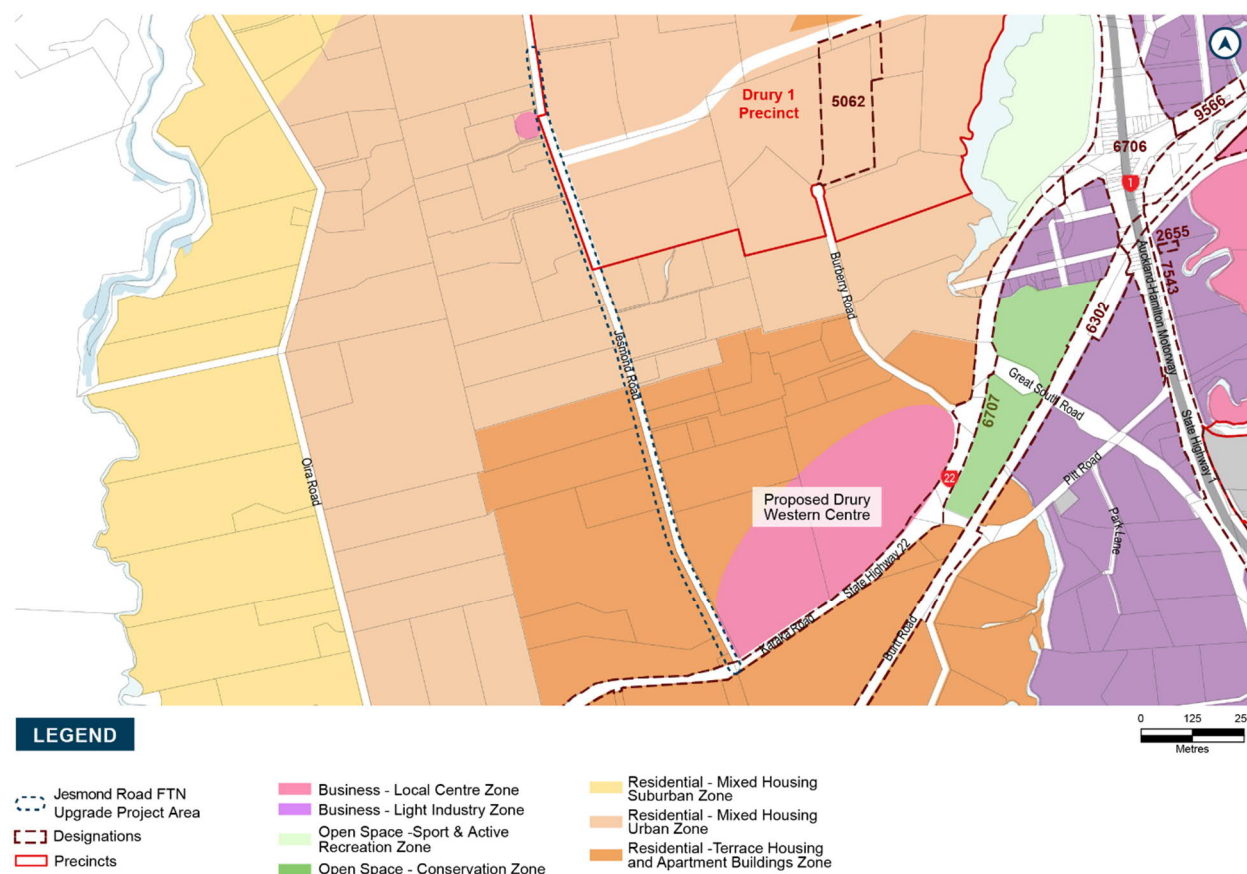 Drury 1
Precinct
5062
9566
6706
1
2655
7543
6302
6707
22
Burberry Road
Auckland-Hamilton Motorway
State Highway 1
Jesmond Road
Great South Road
Pitt Road
Park Lane
Oira Road
Proposed Drury
Western Centre
State Highway 22
Karaka Road
Burtt Road
LEGEND
0 125 25
Metres
Jesmond Road FTN
Upgrade Project Area
Designations
Precincts
Business - Local Centre Zone
Business - Light Industry Zone
Open Space -Sport & Active
Recreation Zone
Open Space - Conservation Zone
Residential - Mixed Housing
Suburban Zone
Residential - Mixed Housing
Urban Zone
Residential -Terrace Housing
and Apartment Buildings Zone